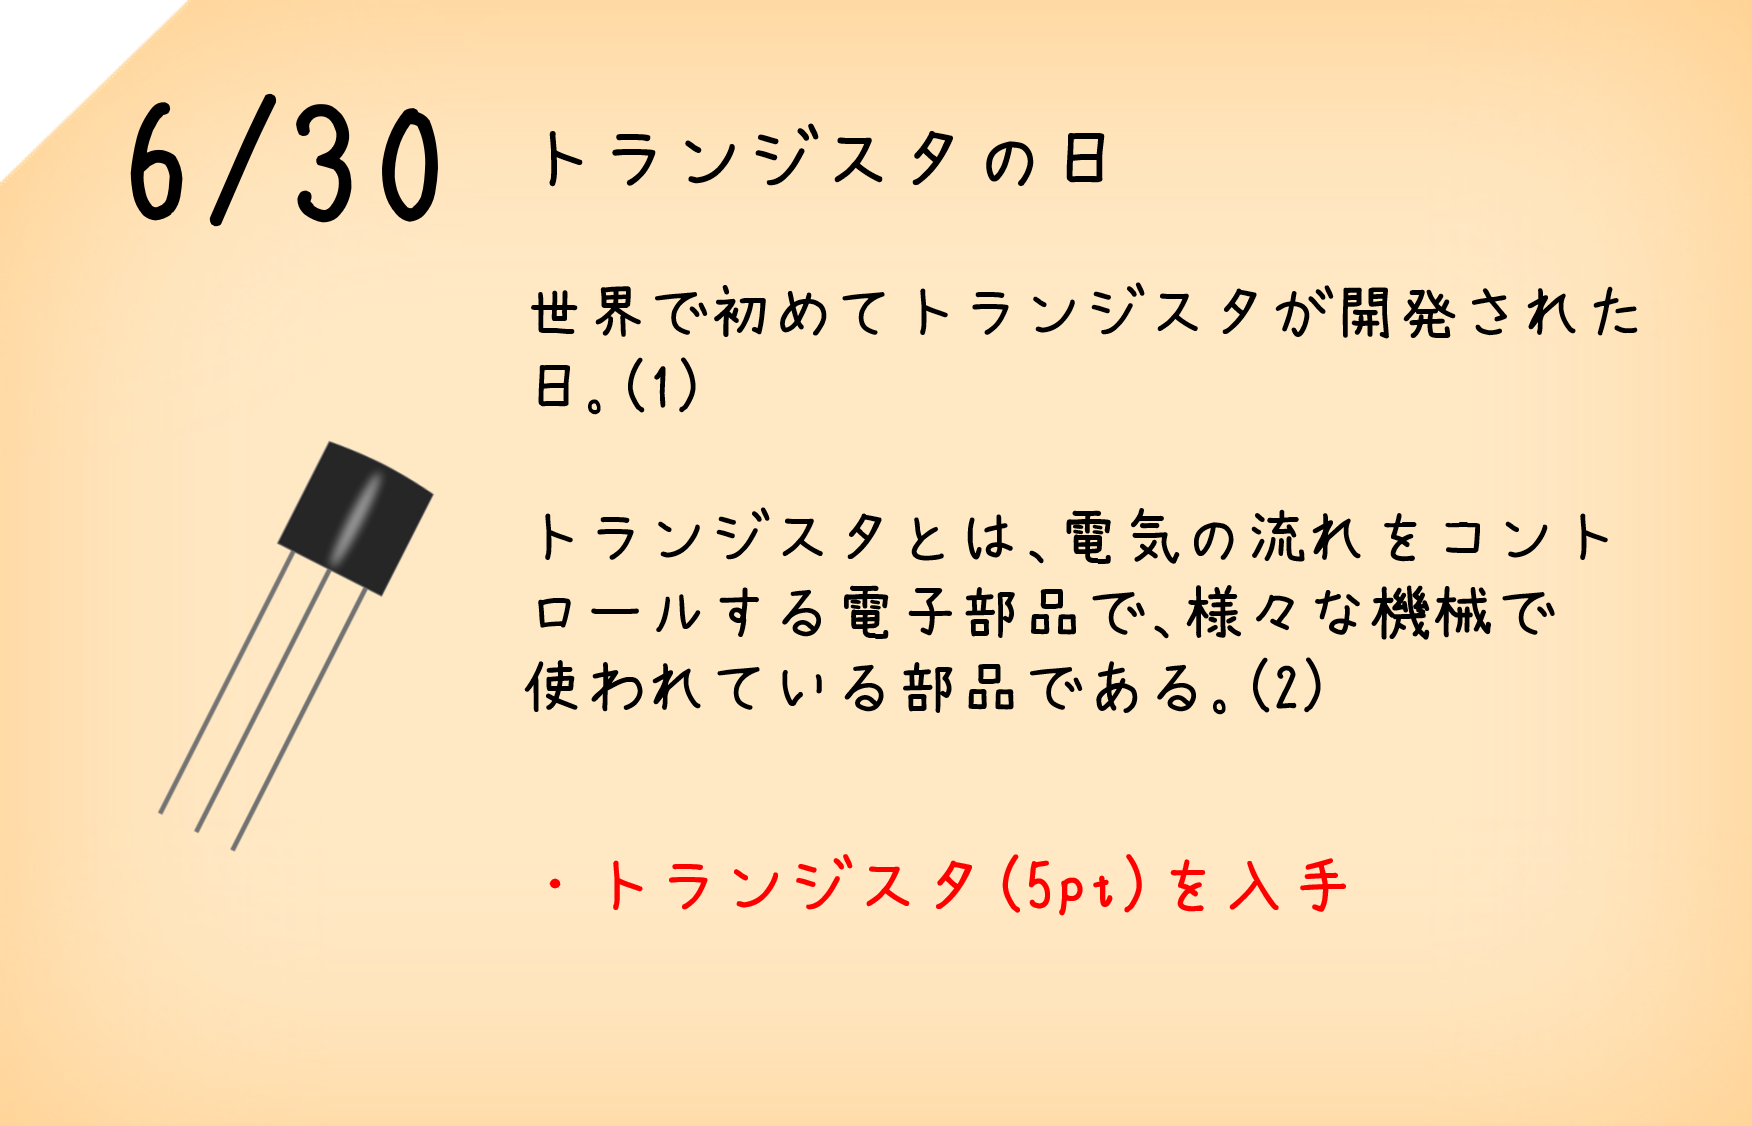 6/30 トランジスタの日
世界で初めてトランジスタが開発された
日。(1)
トランジスタとは、電気の流れをコント
ロールする電子部品で、様々な機械で
使われている部品である。(2)
・トランジスタ(5pt)を入手